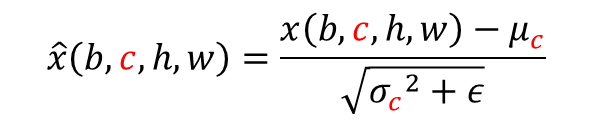 x̂(b, c, h, w) = (x(b, c, h, w) − μ_c) / √(σ_c² + ϵ)